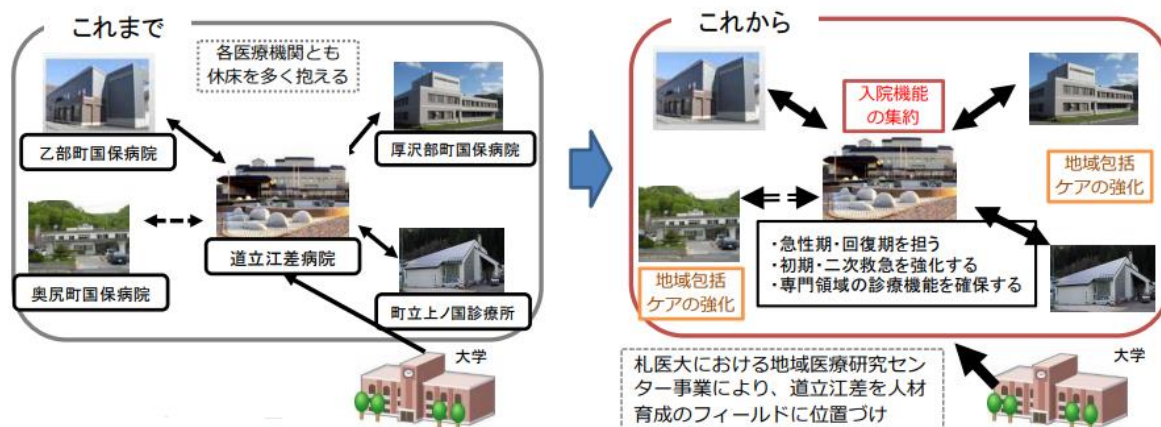 これまで
各医療機関とも
休床を多く抱える
乙部町国保病院
厚沢部町国保病院
道立江差病院
奥尻町国保病院
町立上ノ国診療所
大学
これから
入院機能
の集約
地域包括
ケアの強化
・急性期・回復期を担う
・初期・二次救急を強化する
・専門領域の診療機能を確保する
地域包括
ケアの強化
札医大における地域医療研究セン
ター事業により、道立江差を人材
育成のフィールドに位置づけ
大学